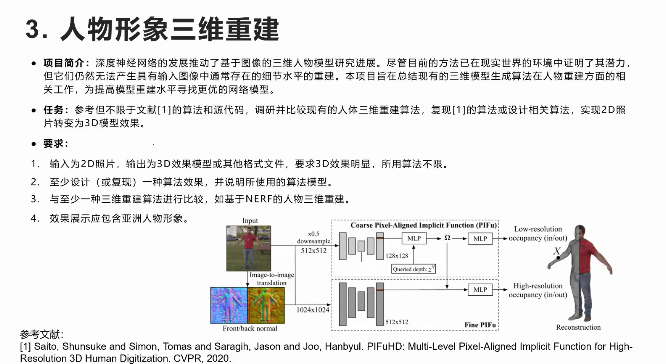 3. 人物形象三维重建
• 项目简介：深度神经网络的发展推动了基于图像的三维人物模型研究进展。尽管目前的方法已在现实世界的环境中证明了其潜力，
但它们仍然无法产生具有输入图像中通常存在的细节水平的重建。本项目旨在总结现有的三维模型生成算法在人物重建方面的相
关工作，为提高模型重建水平寻找更优的网络模型。
• 任务：参考但不限于文献[1]的算法和源代码，调研并比较现有的人体三维重建算法，复现[1]的算法或设计相关算法，实现2D照
片转变为3D模型效果。
• 要求：
1. 输入为2D照片，输出为3D效果模型或其他格式文件，要求3D效果明显，所用算法不限。
2. 至少设计（或复现）一种算法效果，并说明所使用的算法模型。
3. 与至少一种三维重建算法进行比较，如基于NERF的人物三维重建。
4. 效果展示应包含亚洲人物形象。
Input
x0.5
downsample
512x512
Coarse Pixel-Aligned Implicit Function (PIFu)
MLP
Ω
MLP
128x128
Queried depth: z
Low-resolution
occupancy (in/out)
X
Image-to-image
translation
1024x1024
MLP
High-resolution
occupancy (in/out)
512x512
Fine PIFu
Front/back normal
Reconstruction
参考文献：
[1] Saito, Shunsuke and Simon, Tomas and Saragih, Jason and Joo, Hanbyul. PIFuHD: Multi-Level Pixel-Aligned Implicit Function for High-
Resolution 3D Human Digitization. CVPR, 2020.